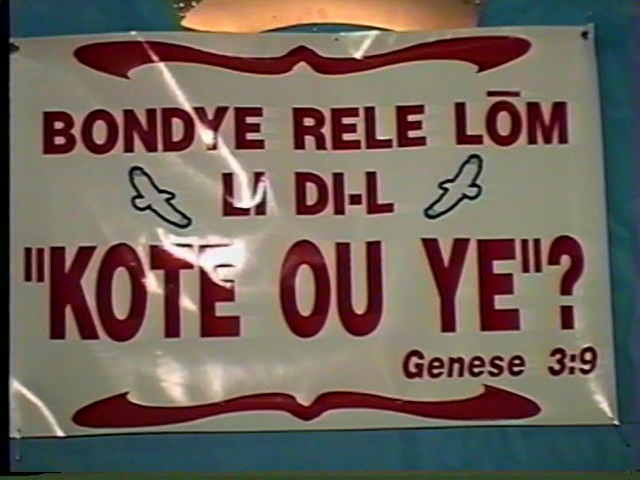 BONDYE RELE LŌM
LI DI-L
"KOTE OU YE"?
Genese 3:9